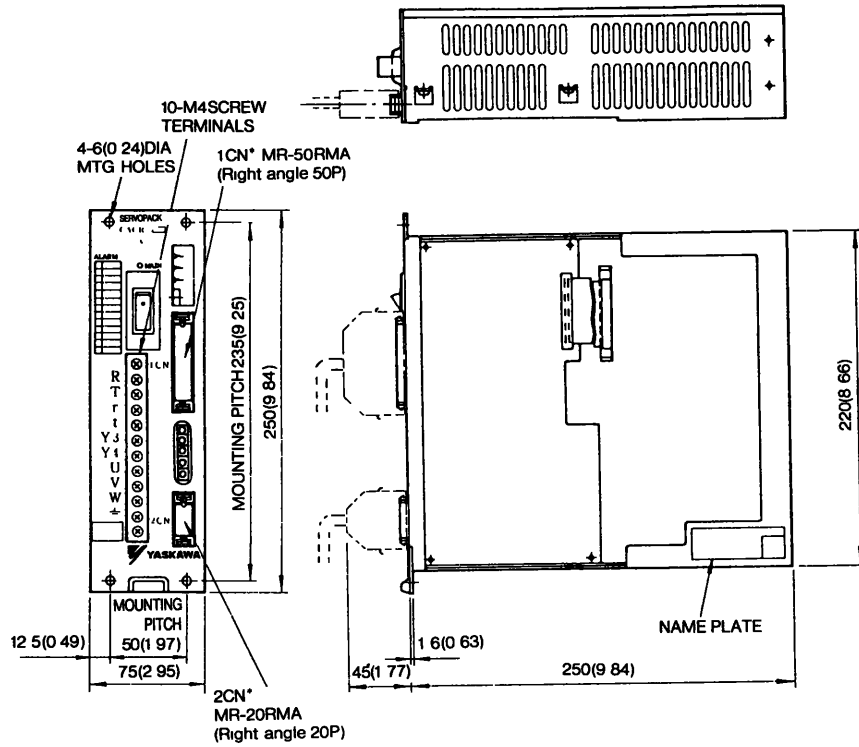 10-M4SCREW
TERMINALS
4-6(0 24)DIA
MTG HOLES
1CN* MR-50RMA
(Right angle 50P)
SERVOPACK
ALARM
MAIN
1CN
R
T
r
t
3
4
U
V
W
Y
Y
2CN
YASKAWA
MOUNTING PITCH235(9 25)
250(9 84)
220(8 66)
NAME PLATE
MOUNTING
PITCH
12 5(0 49)
50(1 97)
75(2 95)
1 6(0 63)
45(1 77)
250(9 84)
2CN*
MR-20RMA
(Right angle 20P)